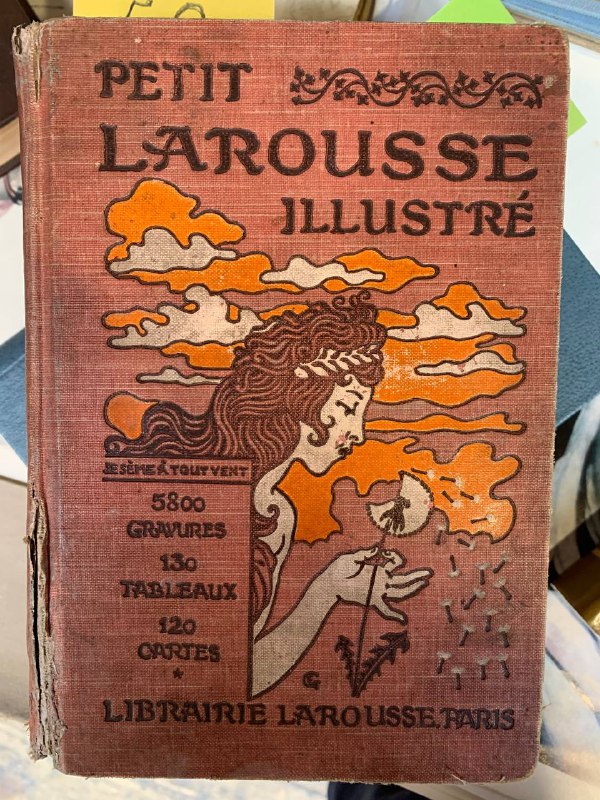 PETIT
LAROUSSE
ILLUSTRÉ
JE SÈME À TOUT VENT
5800
GRAVURES
130
TABLEAUX
120
CARTES
*
G
LIBRAIRIE LAROUSSE. PARIS